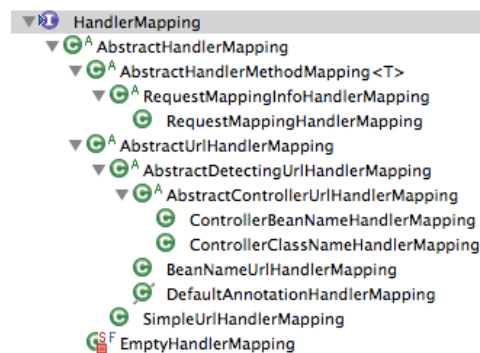 HandlerMapping
AbstractHandlerMapping
AbstractHandlerMethodMapping<T>
RequestMappingInfoHandlerMapping
RequestMappingHandlerMapping
AbstractUrlHandlerMapping
AbstractDetectingUrlHandlerMapping
AbstractControllerUrlHandlerMapping
ControllerBeanNameHandlerMapping
ControllerClassNameHandlerMapping
BeanNameUrlHandlerMapping
DefaultAnnotationHandlerMapping
SimpleUrlHandlerMapping
EmptyHandlerMapping